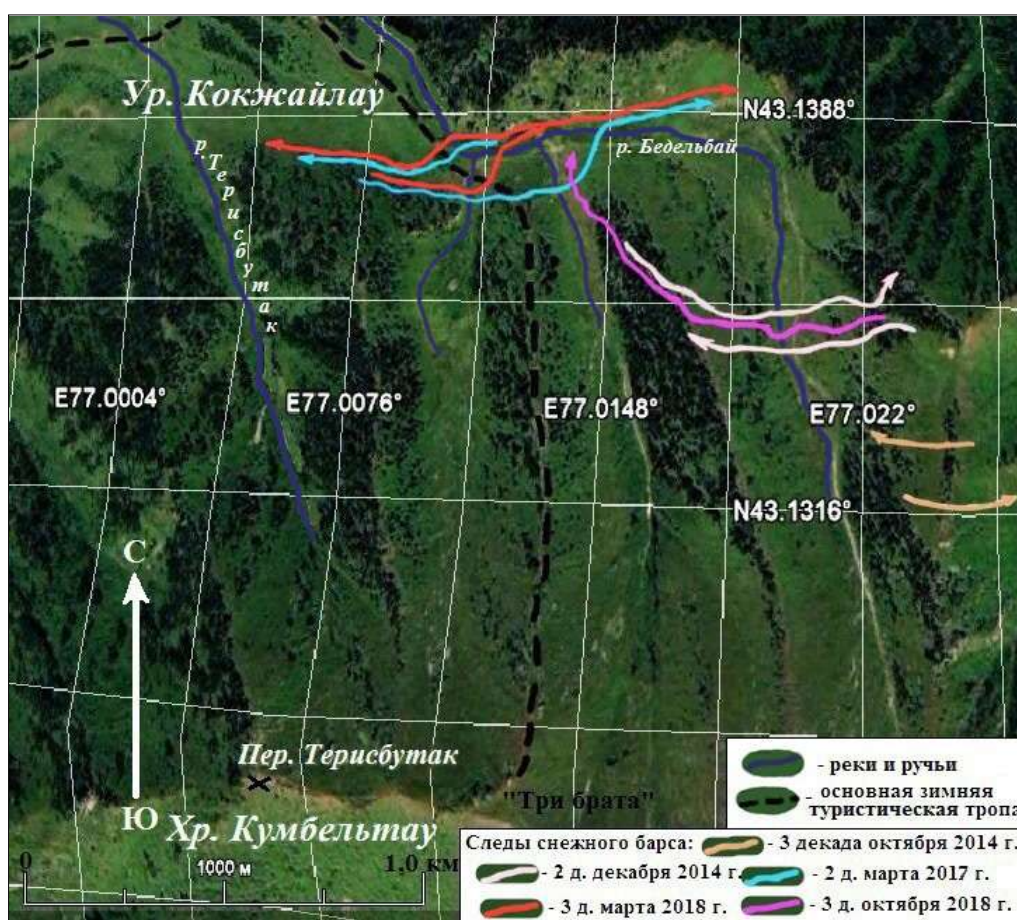 Ур. Кокжайлау
N43.1388°
р. Бедельбай
р. Терисбутак
E77.0004°
E77.0076°
E77.0148°
E77.022°
N43.1316°
С
Ю
Пер. Терисбутак
"Три брата"
Хр. Кумбельтау
0
1000 м
1,0 км
- реки и ручьи
- основная зимняя
туристическая тропа
Следы снежного барса:
- 3 декада октября 2014 г.
- 2 д. декабря 2014 г.
- 2 д. марта 2017 г.
- 3 д. марта 2018 г.
- 3 д. октября 2018 г.